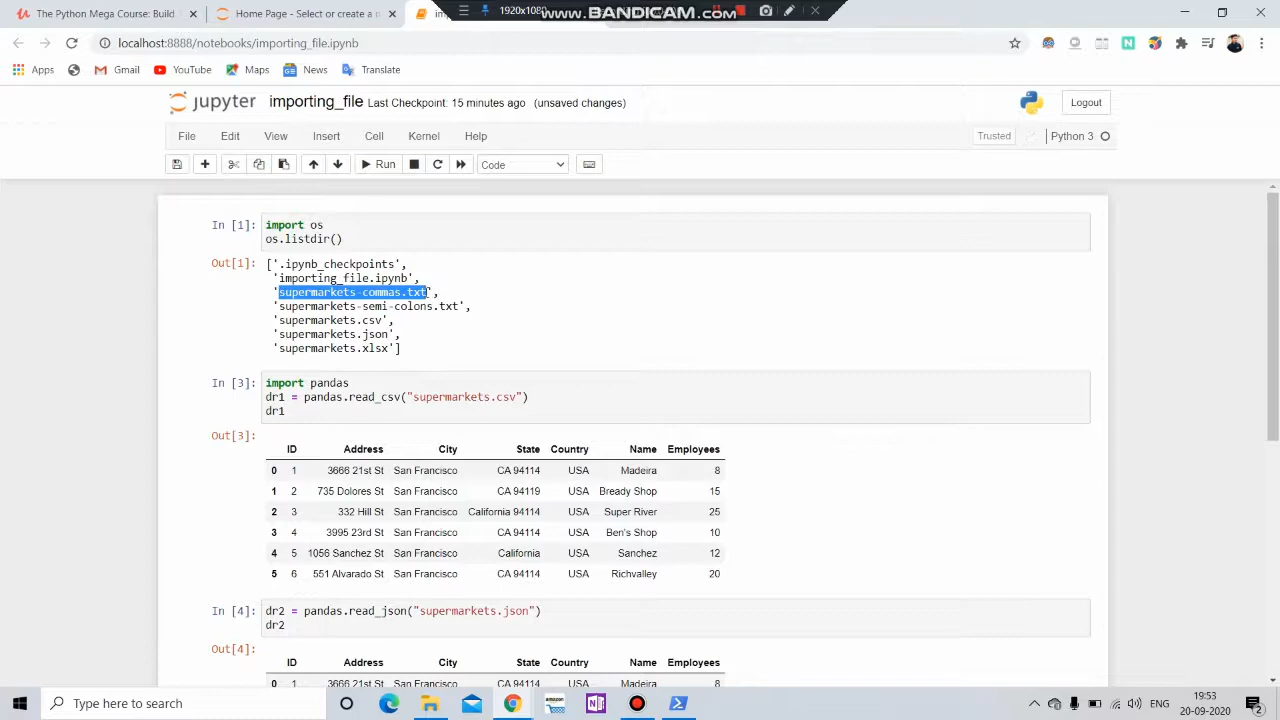 The Python Mega Course: Build
Home Page - Select or create a n
1920x1080
www.BANDICAM.com
localhost:8888/notebooks/importing_file.ipynb
Apps
Gmail
YouTube
Maps
News
Translate
jupyter importing_file Last Checkpoint: 15 minutes ago (unsaved changes)
Logout
File Edit View Insert Cell Kernel Help
Trusted
Python 3
Run
Code
In [1]: import os
os.listdir()
Out[1]: ['.ipynb_checkpoints',
'importing_file.ipynb',
'supermarkets-commas.txt',
'supermarkets-semi-colons.txt',
'supermarkets.csv',
'supermarkets.json',
'supermarkets.xlsx']
In [3]: import pandas
dr1 = pandas.read_csv("supermarkets.csv")
dr1
Out[3]:
ID Address City State Country Name Employees
0 1 3666 21st St San Francisco CA 94114 USA Madeira 8
1 2 735 Dolores St San Francisco CA 94119 USA Bready Shop 15
2 3 332 Hill St San Francisco California 94114 USA Super River 25
3 4 3995 23rd St San Francisco CA 94114 USA Ben's Shop 10
4 5 1056 Sanchez St San Francisco California USA Sanchez 12
5 6 551 Alvarado St San Francisco CA 94114 USA Richvalley 20
In [4]: dr2 = pandas.read_json("supermarkets.json")
dr2
Out[4]:
ID Address City State Country Name Employees
0 1 3666 21st St San Francisco CA 94114 USA Madeira 8
Type here to search
amazon
19:53
20-09-2020
2